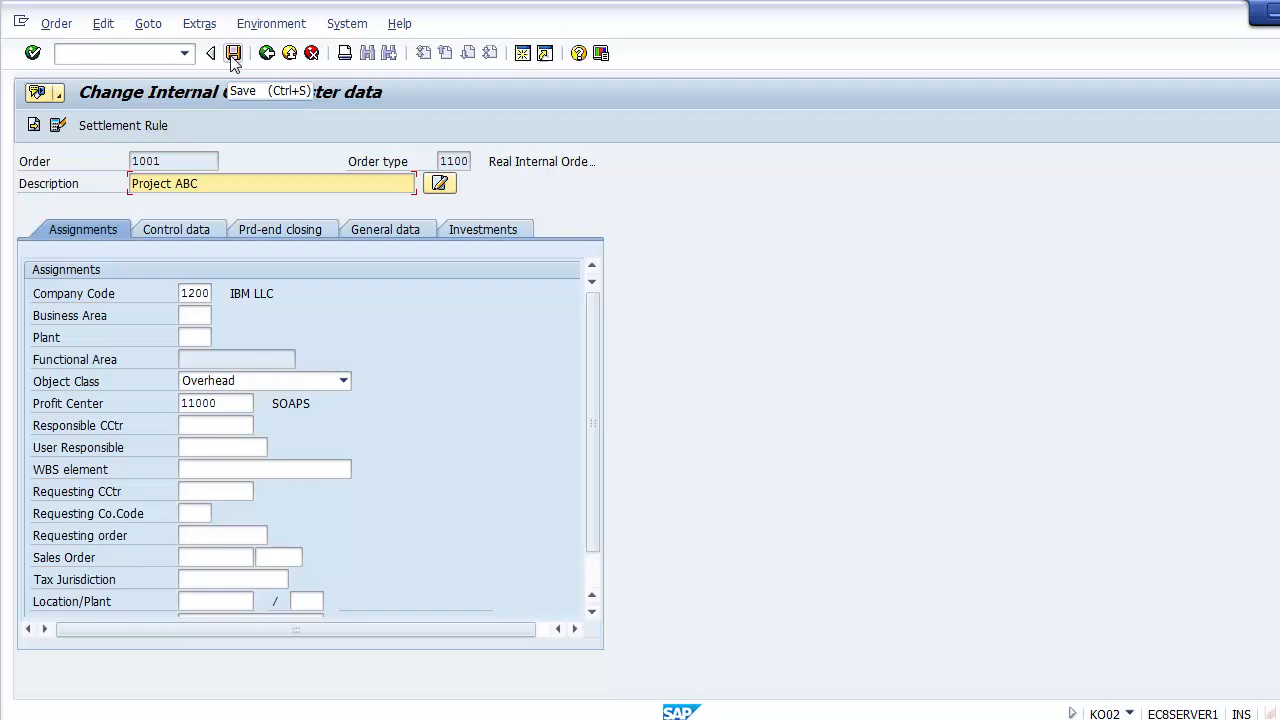 Order Edit Goto Extras Environment System Help
Save (Ctrl+S)
Change Internal ter data
Settlement Rule
Order 1001 Order type 1100 Real Internal Orde...
Description Project ABC
Assignments Control data Prd-end closing General data Investments
Assignments
Company Code 1200 IBM LLC
Business Area
Plant
Functional Area
Object Class Overhead
Profit Center 11000 SOAPS
Responsible CCtr
User Responsible
WBS element
Requesting CCtr
Requesting Co.Code
Requesting order
Sales Order
Tax Jurisdiction
Location/Plant /
SAP KO02 EC8SERVER1 INS